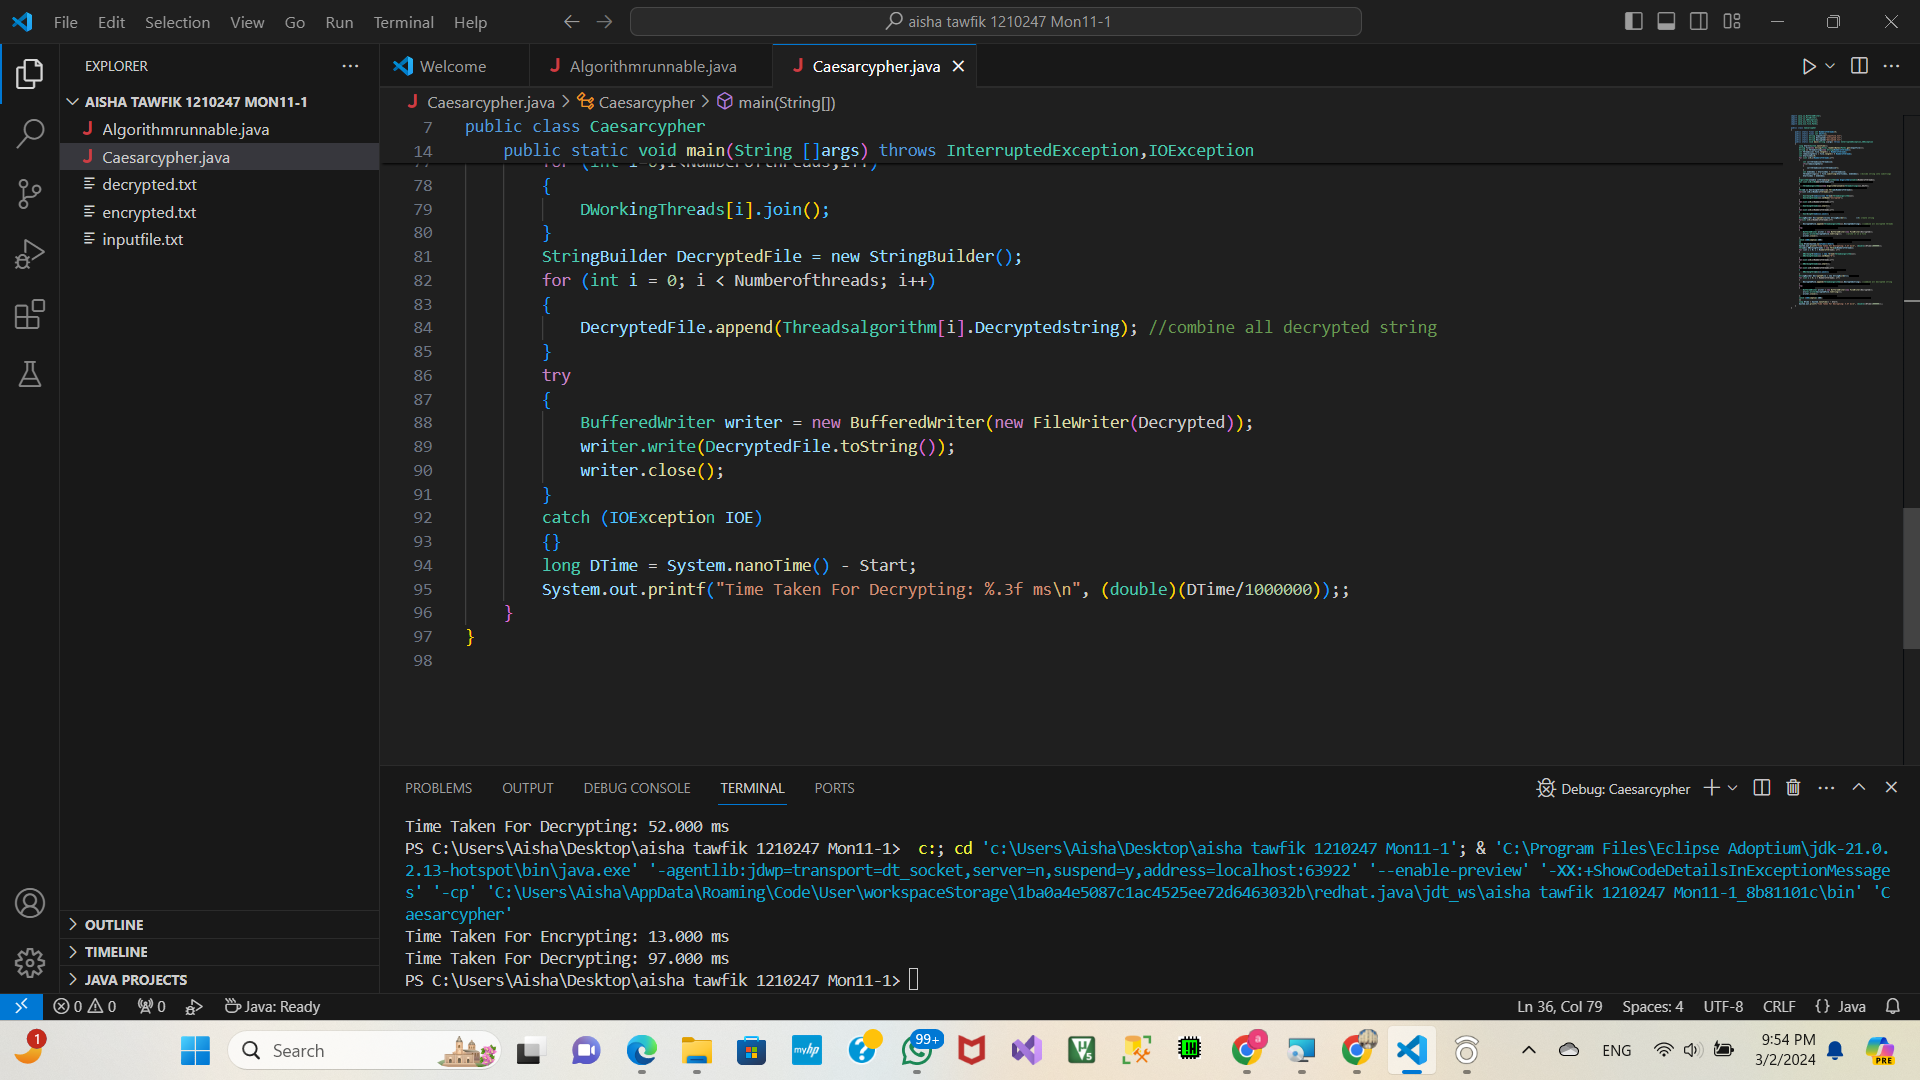 File Edit Selection View Go Run Terminal Help
aisha tawfik 1210247 Mon11-1
EXPLORER
AISHA TAWFIK 1210247 MON11-1
Algorithmrunnable.java
Caesarcypher.java
decrypted.txt
encrypted.txt
inputfile.txt
OUTLINE
TIMELINE
JAVA PROJECTS
Welcome
Algorithmrunnable.java
Caesarcypher.java
Caesarcypher.java > Caesarcypher > main(String[])
7 public class Caesarcypher
14 public static void main(String []args) throws InterruptedException,IOException
78 {
79 DWorkingThreads[i].join();
80 }
81 StringBuilder DecryptedFile = new StringBuilder();
82 for (int i = 0; i < Numberofthreads; i++)
83 {
84 DecryptedFile.append(Threadsalgorithm[i].Decryptedstring); //combine all decrypted string
85 }
86 try
87 {
88 BufferedWriter writer = new BufferedWriter(new FileWriter(Decrypted));
89 writer.write(DecryptedFile.toString());
90 writer.close();
91 }
92 catch (IOException IOE)
93 {}
94 long DTime = System.nanoTime() - Start;
95 System.out.printf("Time Taken For Decrypting: %.3f ms\n", (double)(DTime/1000000));;
96 }
97 }
98
PROBLEMS OUTPUT DEBUG CONSOLE TERMINAL PORTS
Debug: Caesarcypher
Time Taken For Decrypting: 52.000 ms
PS C:\Users\Aisha\Desktop\aisha tawfik 1210247 Mon11-1>  c:; cd 'c:\Users\Aisha\Desktop\aisha tawfik 1210247 Mon11-1'; & 'C:\Program Files\Eclipse Adoptium\jdk-21.0.
2.13-hotspot\bin\java.exe' '-agentlib:jdwp=transport=dt_socket,server=n,suspend=y,address=localhost:63922' '--enable-preview' '-XX:+ShowCodeDetailsInExceptionMessage
s' '-cp' 'C:\Users\Aisha\AppData\Roaming\Code\User\workspaceStorage\1ba0a4e5087c1ac4525ee72d6463032b\redhat.java\jdt_ws\aisha tawfik 1210247 Mon11-1_8b81101c\bin' 'C
aesarcypher'
Time Taken For Encrypting: 13.000 ms
Time Taken For Decrypting: 97.000 ms
PS C:\Users\Aisha\Desktop\aisha tawfik 1210247 Mon11-1>
0 0 0 Java: Ready
Ln 36, Col 79 Spaces: 4 UTF-8 CRLF {} Java
1
Search
myhp
99+
ENG
9:54 PM
3/2/2024
PRE